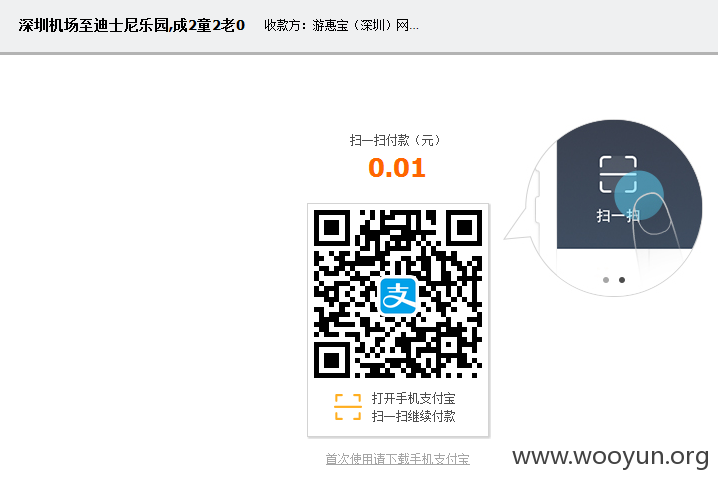 深圳机场至迪士尼乐园,成2童2老0 收款方：游惠宝（深圳）网...
扫一扫付款（元）
0.01
扫一扫
支
打开手机支付宝
扫一扫继续付款
首次使用请下载手机支付宝
www.wooyun.org